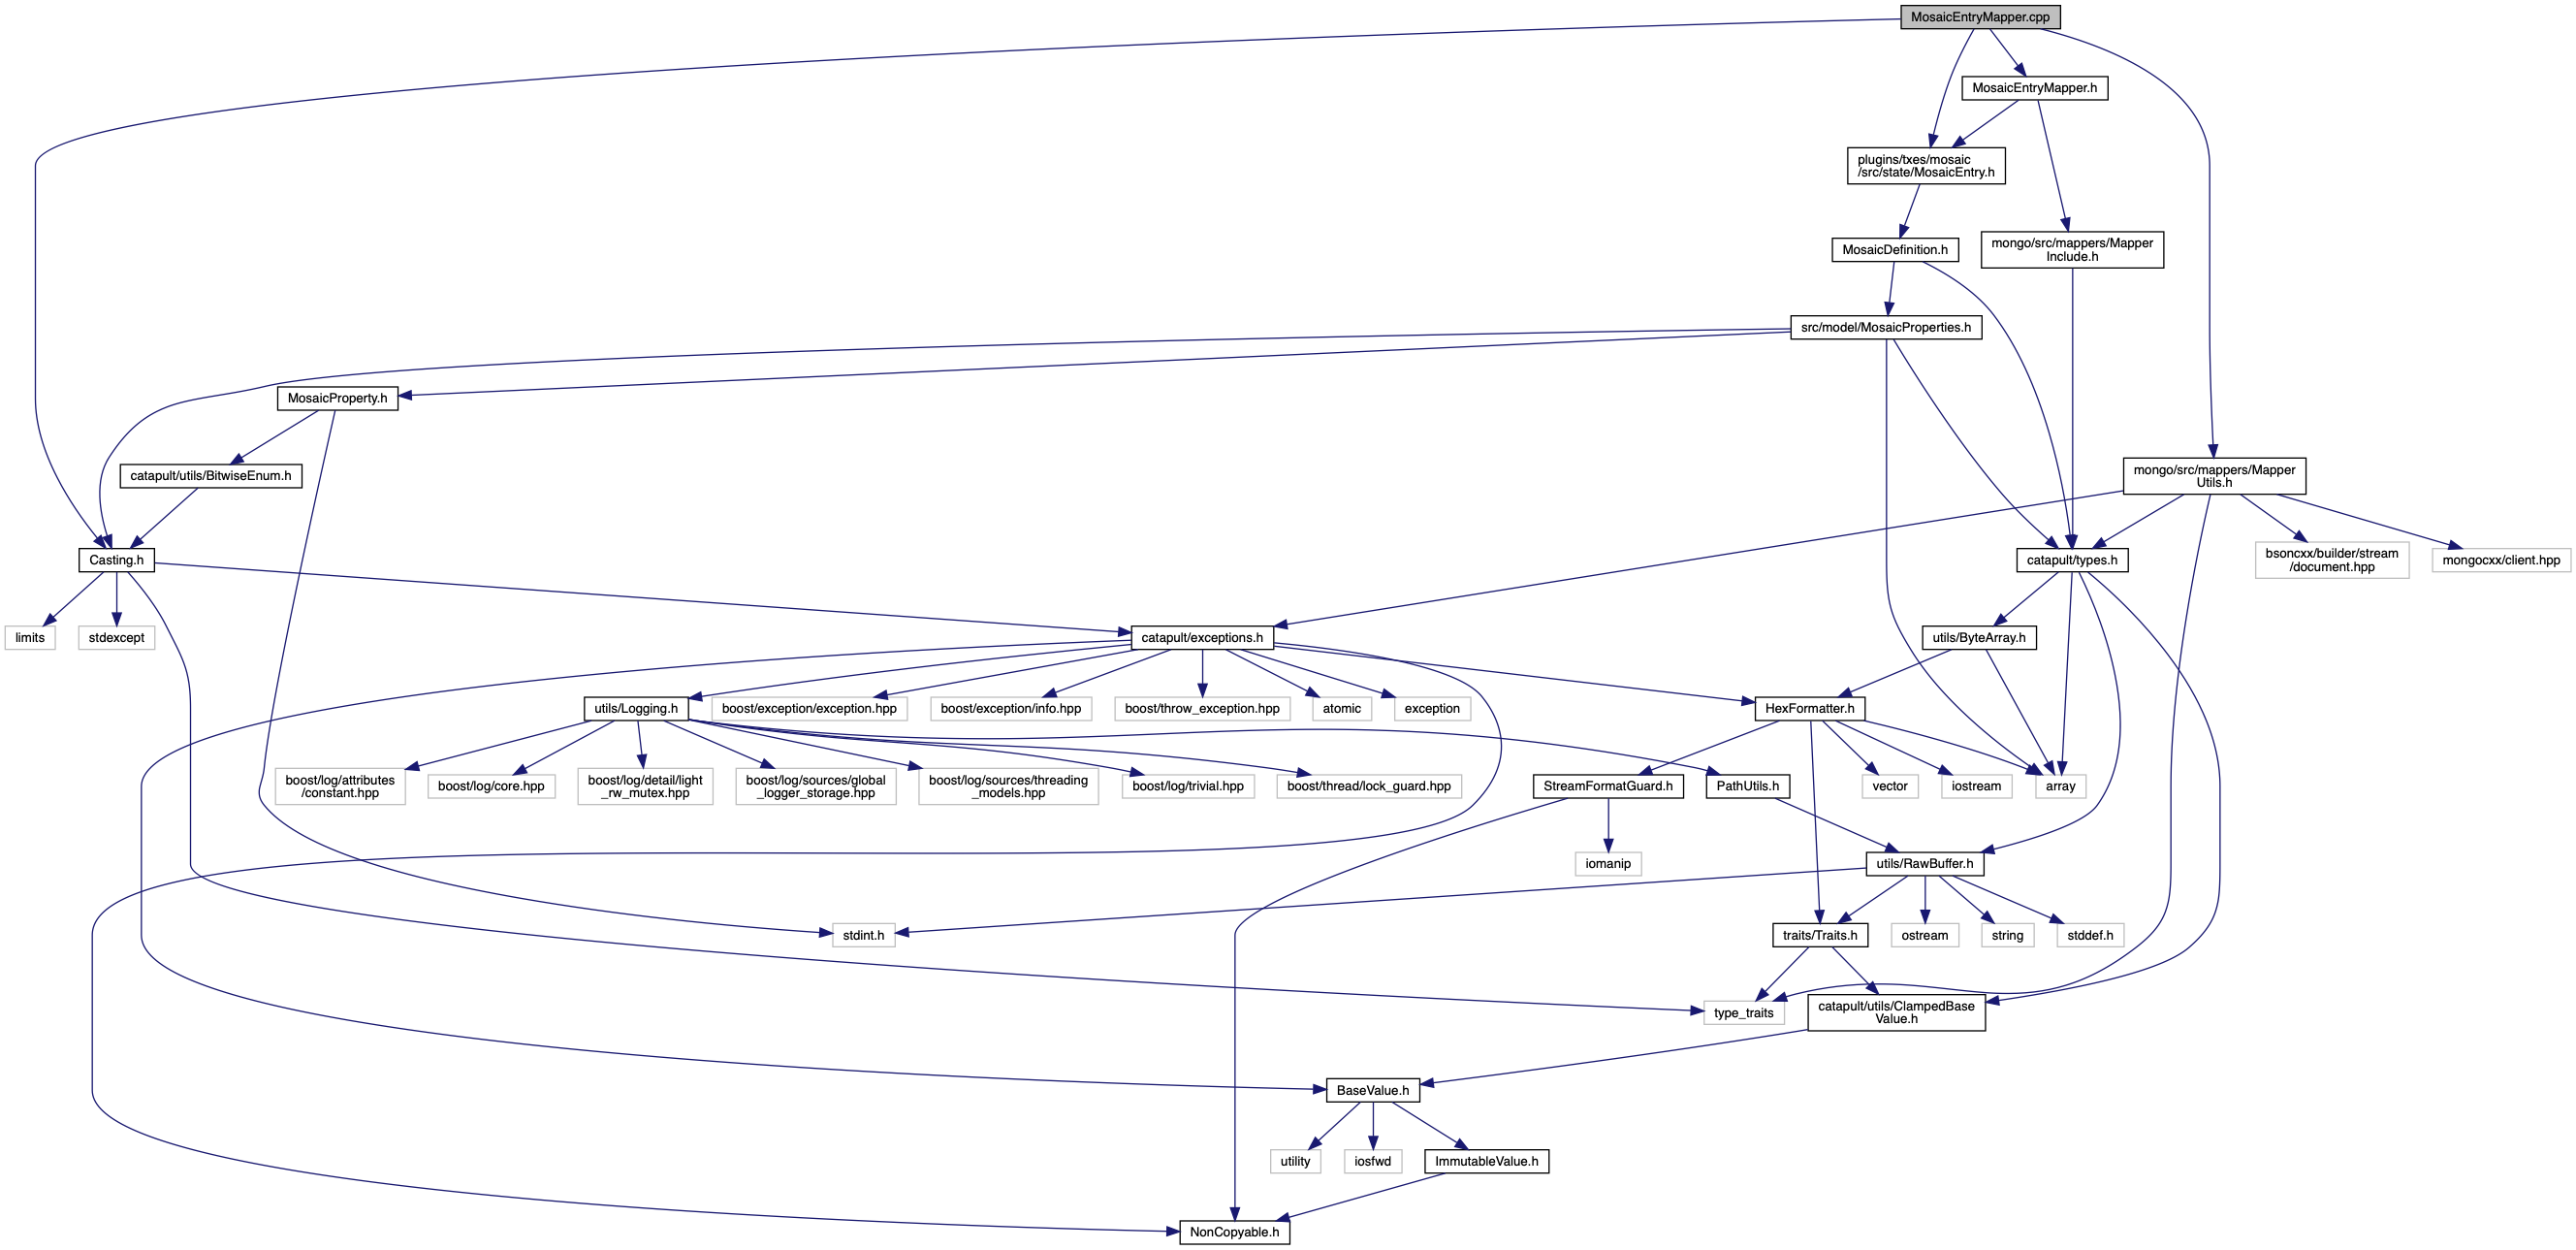 MosaicEntryMapper.cpp
MosaicEntryMapper.h
plugins/txes/mosaic
/src/state/MosaicEntry.h
MosaicDefinition.h
mongo/src/mappers/Mapper
Include.h
src/model/MosaicProperties.h
MosaicProperty.h
catapult/utils/BitwiseEnum.h
mongo/src/mappers/Mapper
Utils.h
Casting.h
catapult/types.h
bsoncxx/builder/stream
/document.hpp
mongocxx/client.hpp
limits
stdexcept
catapult/exceptions.h
utils/ByteArray.h
utils/Logging.h
boost/exception/exception.hpp
boost/exception/info.hpp
boost/throw_exception.hpp
atomic
exception
HexFormatter.h
boost/log/attributes
/constant.hpp
boost/log/core.hpp
boost/log/detail/light
_rw_mutex.hpp
boost/log/sources/global
_logger_storage.hpp
boost/log/sources/threading
_models.hpp
boost/log/trivial.hpp
boost/thread/lock_guard.hpp
StreamFormatGuard.h
PathUtils.h
vector
iostream
array
iomanip
utils/RawBuffer.h
stdint.h
traits/Traits.h
ostream
string
stddef.h
type_traits
catapult/utils/ClampedBase
Value.h
BaseValue.h
utility
iosfwd
ImmutableValue.h
NonCopyable.h